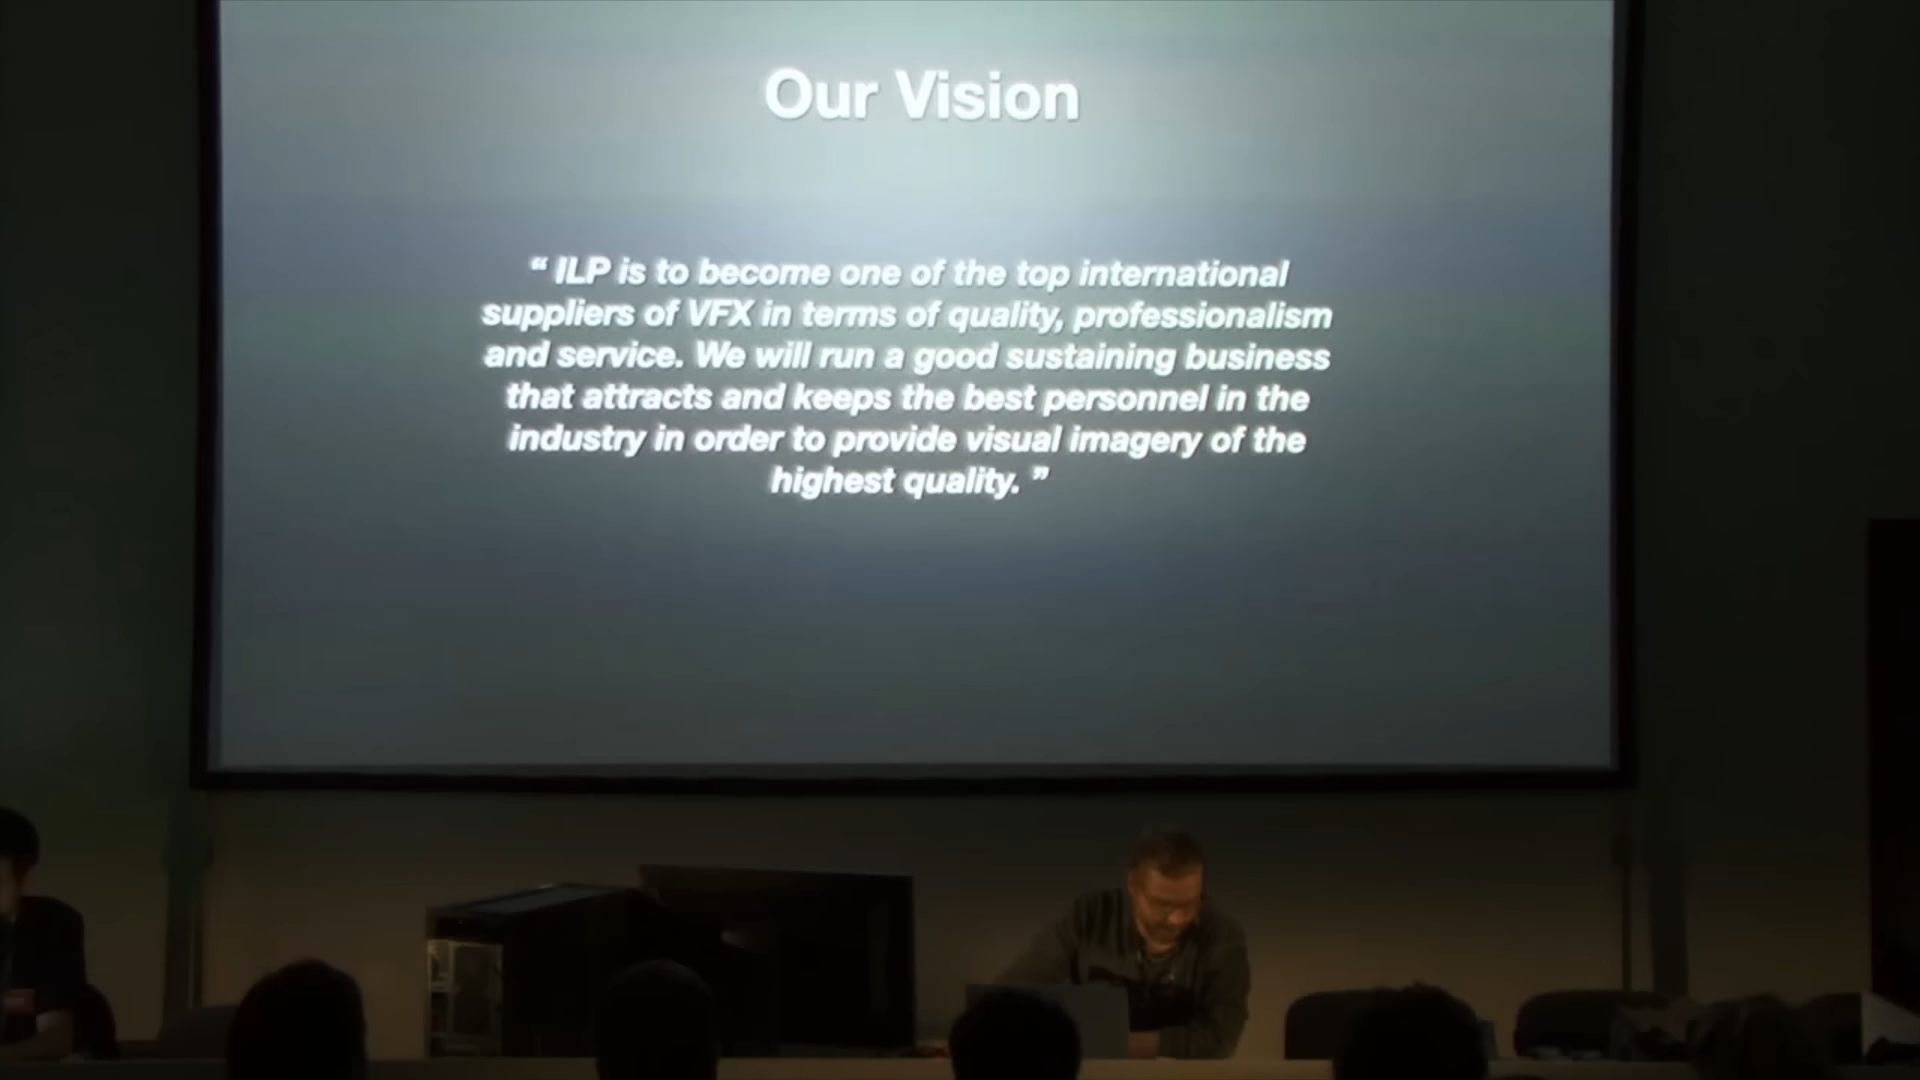 Our Vision
“ ILP is to become one of the top international
suppliers of VFX in terms of quality, professionalism
and service. We will run a good sustaining business
that attracts and keeps the best personnel in the
industry in order to provide visual imagery of the
highest quality. ”